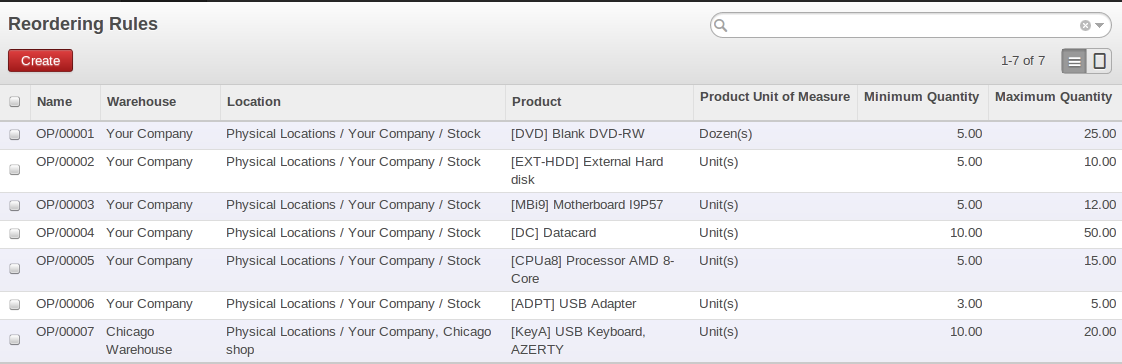 Reordering Rules
Create
1-7 of 7
Name Warehouse Location Product Product Unit of Measure Minimum Quantity Maximum Quantity
OP/00001 Your Company Physical Locations / Your Company / Stock [DVD] Blank DVD-RW Dozen(s) 5.00 25.00
OP/00002 Your Company Physical Locations / Your Company / Stock [EXT-HDD] External Hard Unit(s) 5.00 10.00
disk
OP/00003 Your Company Physical Locations / Your Company / Stock [MBi9] Motherboard I9P57 Unit(s) 5.00 12.00
OP/00004 Your Company Physical Locations / Your Company / Stock [DC] Datacard Unit(s) 10.00 50.00
OP/00005 Your Company Physical Locations / Your Company / Stock [CPUa8] Processor AMD 8- Unit(s) 5.00 15.00
Core
OP/00006 Your Company Physical Locations / Your Company / Stock [ADPT] USB Adapter Unit(s) 3.00 5.00
OP/00007 Chicago Physical Locations / Your Company, Chicago [KeyA] USB Keyboard, Unit(s) 10.00 20.00
Warehouse shop AZERTY